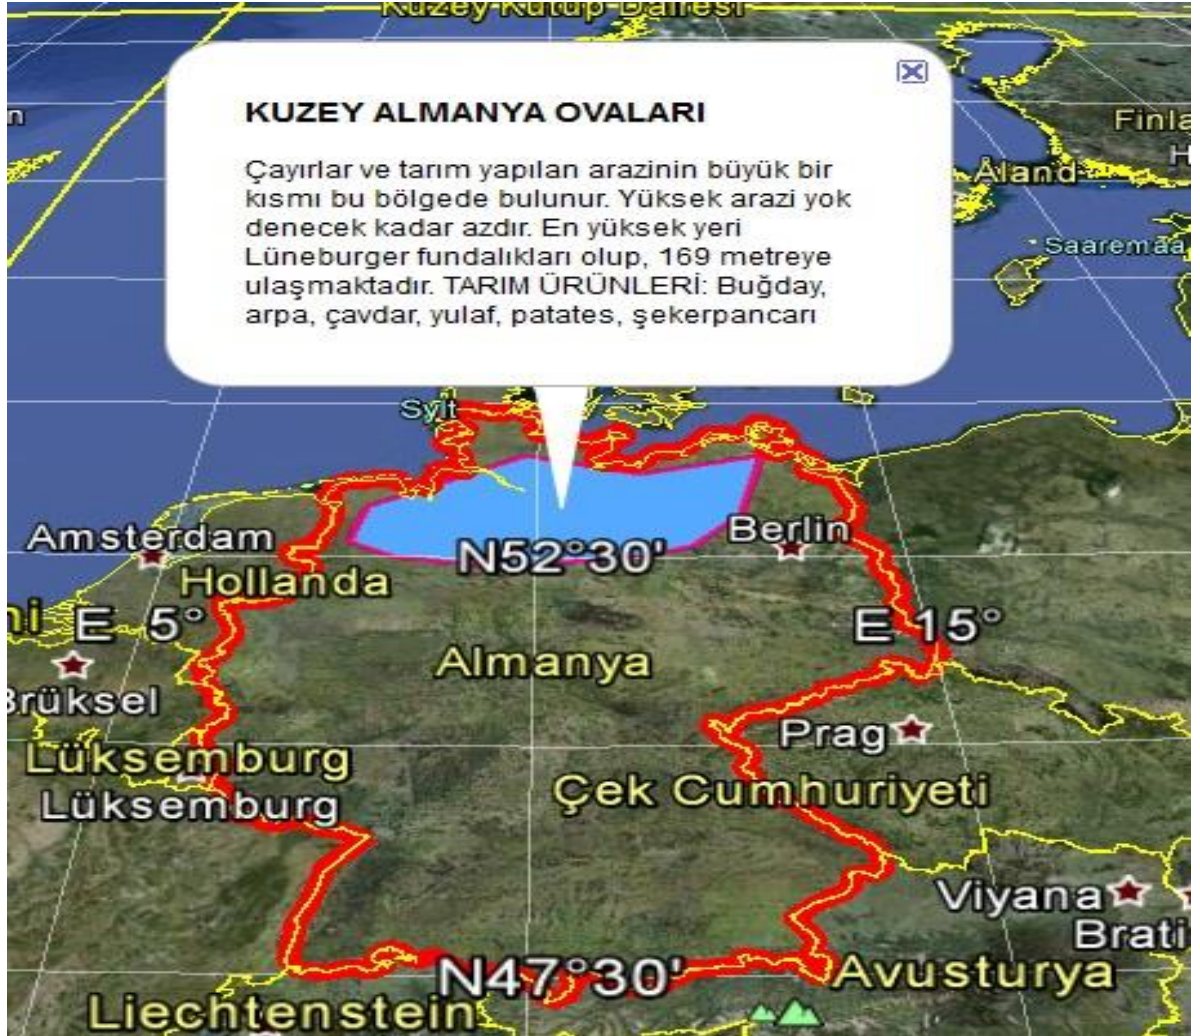 Kuzey Kutup Dairesi
KUZEY ALMANYA OVALARI
Çayırlar ve tarım yapılan arazinin büyük bir
kısmı bu bölgede bulunur. Yüksek arazi yok
denecek kadar azdır. En yüksek yeri
Lüneburger fundalıkları olup, 169 metreye
ulaşmaktadır. TARIM ÜRÜNLERİ: Buğday,
arpa, çavdar, yulaf, patates, şekerpancarı
n
Finla
H
Åland
Saaremaa
Sylt
Amsterdam
Berlin
N52°30'
Hollanda
ni
E 5°
E 15°
Almanya
Brüksel
Prag
Lüksemburg
Çek Cumhuriyeti
Lüksemburg
Viyana
Brati
N47°30'
Avusturya
Liechtenstein